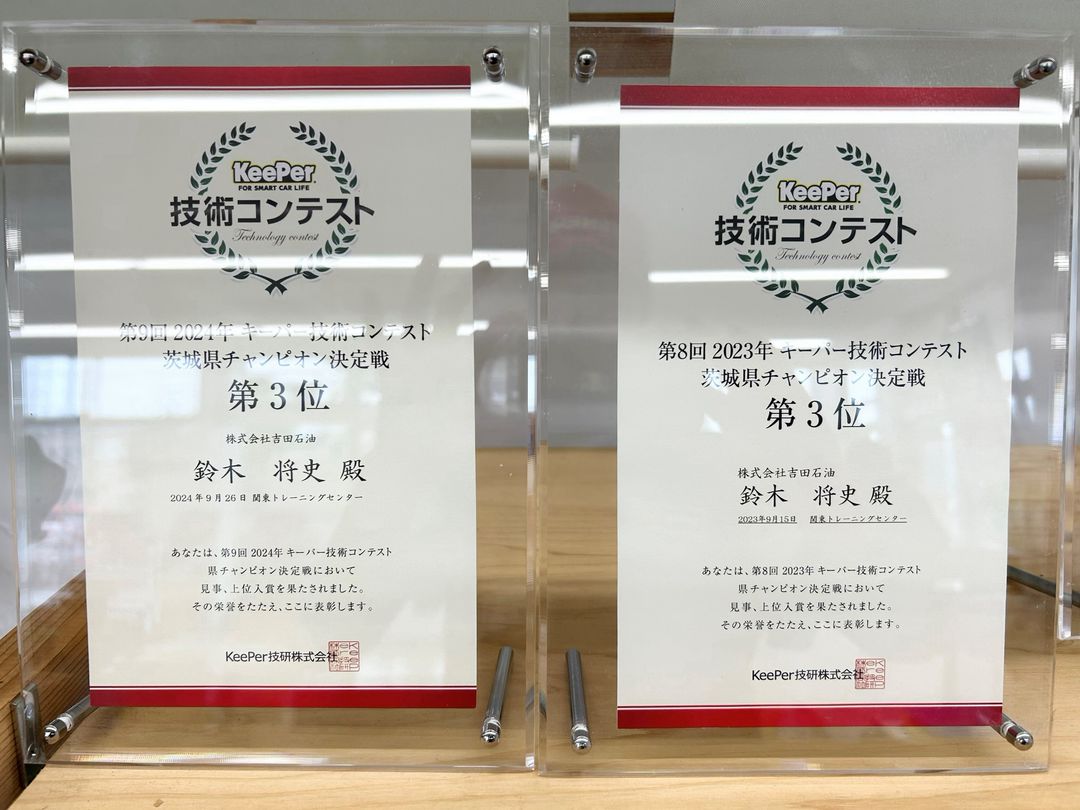 KeePer
FOR SMART CAR LIFE
技術コンテスト
Technology contest
第9回 2024年 キーパー技術コンテスト
茨城県チャンピオン決定戦
第3位
株式会社吉田石油
鈴木 将史 殿
2024年9月26日 関東トレーニングセンター
あなたは、第9回 2024年 キーパー技術コンテスト
県チャンピオン決定戦において
見事、上位入賞を果たされました。
その栄誉をたたえ、ここに表彰します。
KeePer技研株式会社
KeePer
FOR SMART CAR LIFE
技術コンテスト
Technology contest
第8回 2023年 キーパー技術コンテスト
茨城県チャンピオン決定戦
第3位
株式会社吉田石油
鈴木 将史 殿
2023年9月15日 関東トレーニングセンター
あなたは、第8回 2023年 キーパー技術コンテスト
県チャンピオン決定戦において
見事、上位入賞を果たされました。
その栄誉をたたえ、ここに表彰します。
KeePer技研株式会社